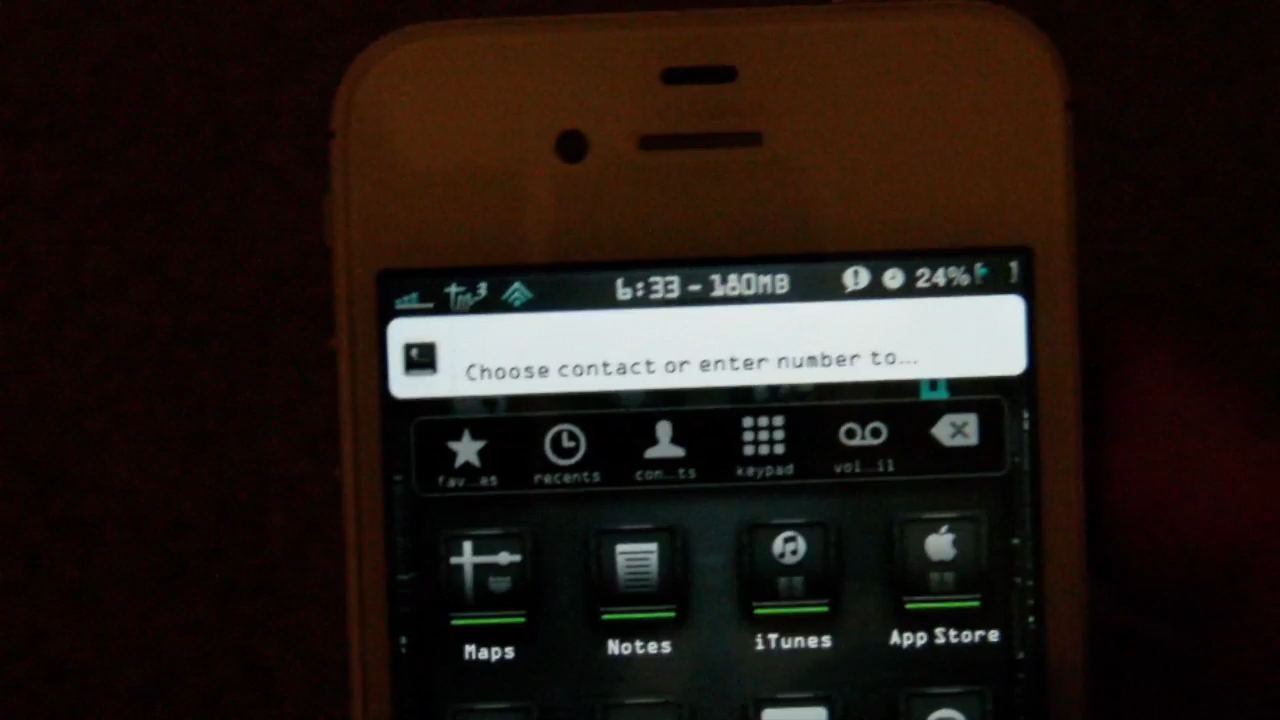 6:33 - 180MB 24%
Choose contact or enter number to...
fav...es recents con...ts keypad voi...il
Maps Notes iTunes App Store